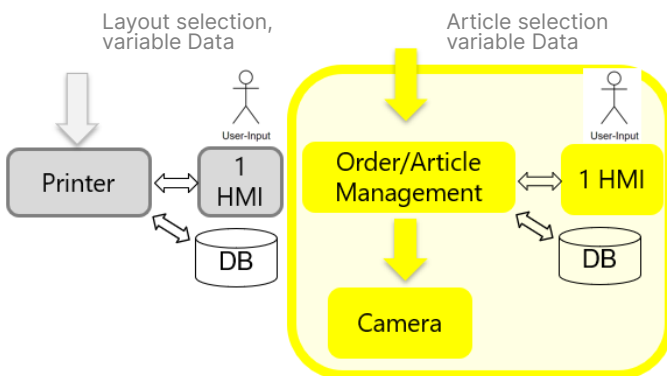 Layout selection,
variable Data
Article selection
variable Data
User-Input
User-Input
Printer
1
HMI
Order/Article
Management
1 HMI
DB
DB
Camera